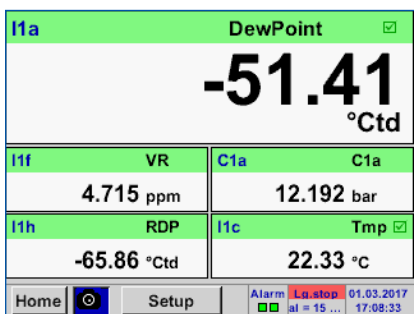 I1a DewPoint
-51.41
°Ctd
I1f VR C1a C1a
4.715 ppm 12.192 bar
I1h RDP I1c Tmp
-65.86 °Ctd 22.33 °C
Home Setup Alarm Lg.stop 01.03.2017
al = 15 ... 17:08:33